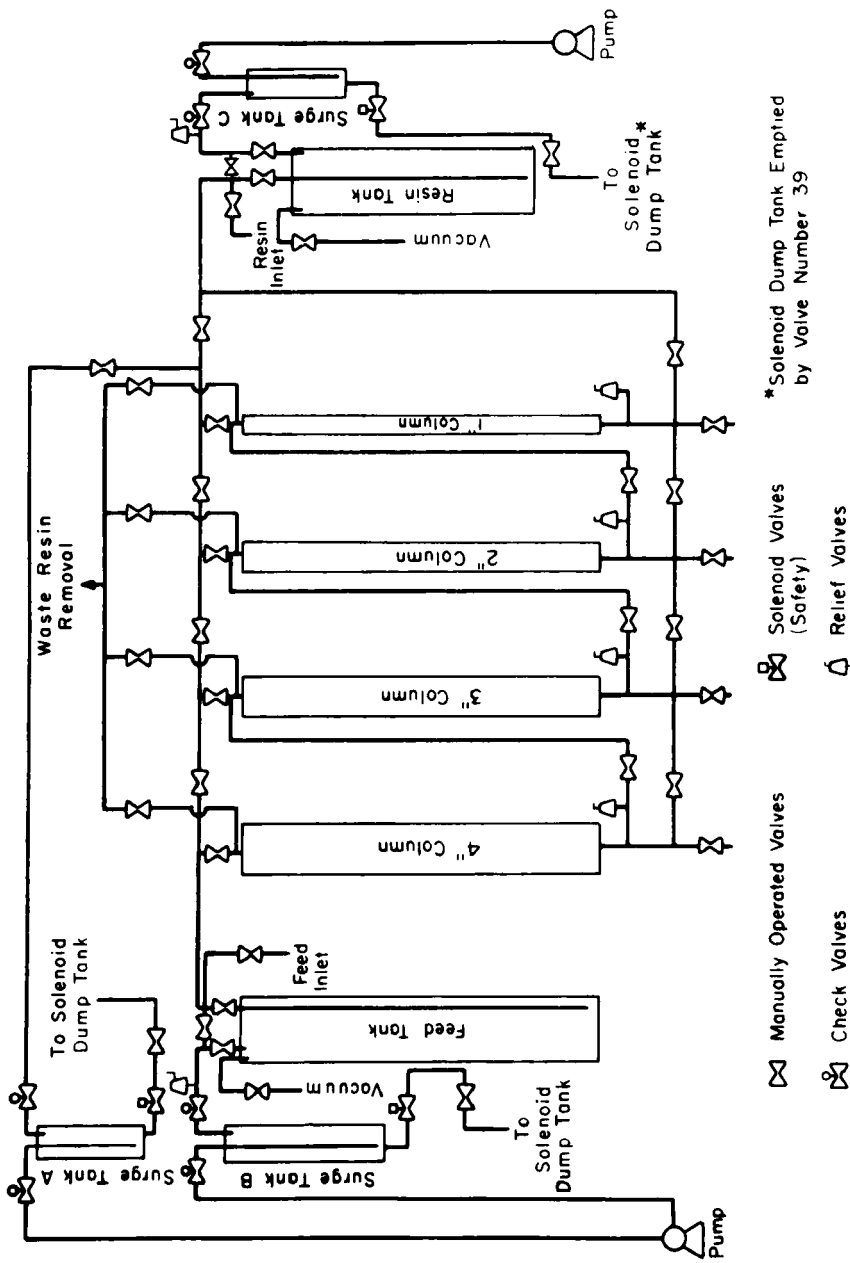 Waste Resin
Removal
To Solenoid
Dump Tank
Surge Tank A
Surge Tank B
Surge Tank C
Vacuum
Feed Tank
Feed
Inlet
To
Solenoid
Dump Tank
Pump
4" Column
3" Column
2" Column
1" Column
Resin
Inlet
Resin Tank
Vacuum
To
Solenoid*
Dump Tank
Pump
Manually Operated Valves
Check Valves
Solenoid Valves
(Safety)
Relief Valves
*Solenoid Dump Tank Emptied
by Valve Number 39